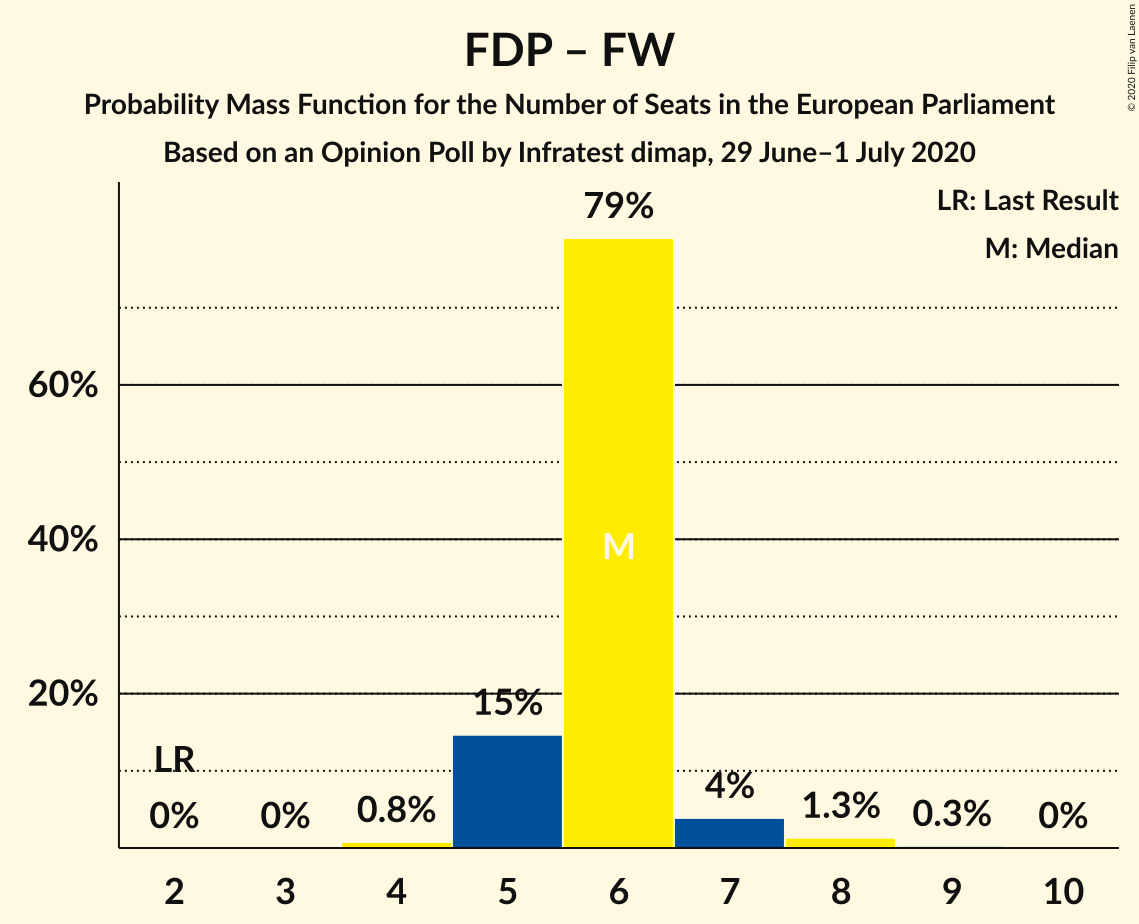 FDP – FW
Probability Mass Function for the Number of Seats in the European Parliament
Based on an Opinion Poll by Infratest dimap, 29 June–1 July 2020
© 2020 Filip van Laenen
LR: Last Result
M: Median
79%
60%
40%
M
20%
15%
LR
0%
0%
0.8%
4%
1.3%
0.3%
0%
2 3 4 5 6 7 8 9 10